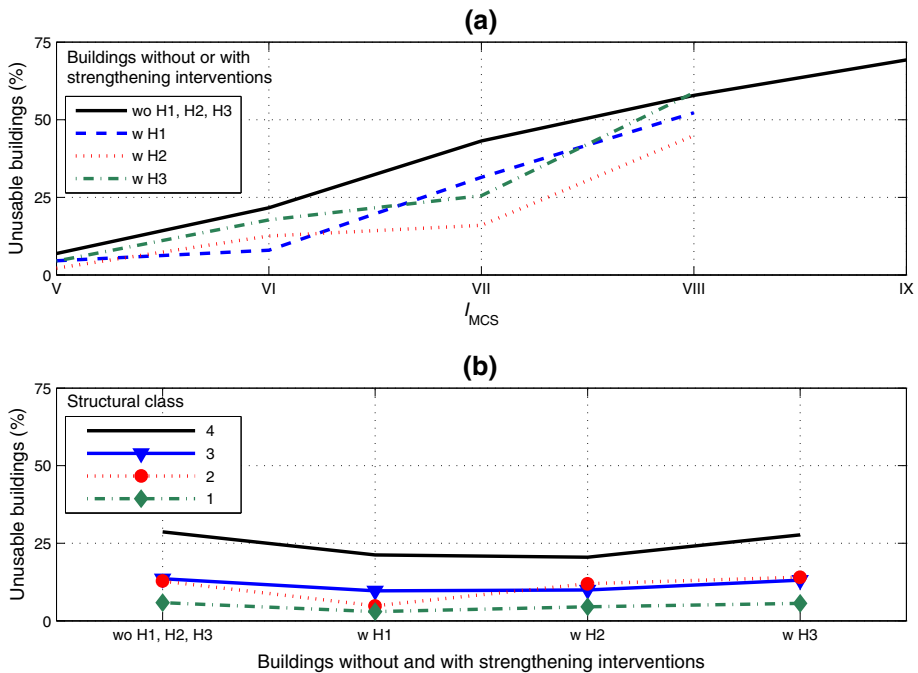 (a)
75
50
25
0
Unusable buildings (%)
Buildings without or with
strengthening interventions
wo H1, H2, H3
w H1
w H2
w H3
V
VI
VII
VIII
IX
I_MCS
(b)
75
50
25
0
Unusable buildings (%)
Structural class
4
3
2
1
wo H1, H2, H3
w H1
w H2
w H3
Buildings without and with strengthening interventions